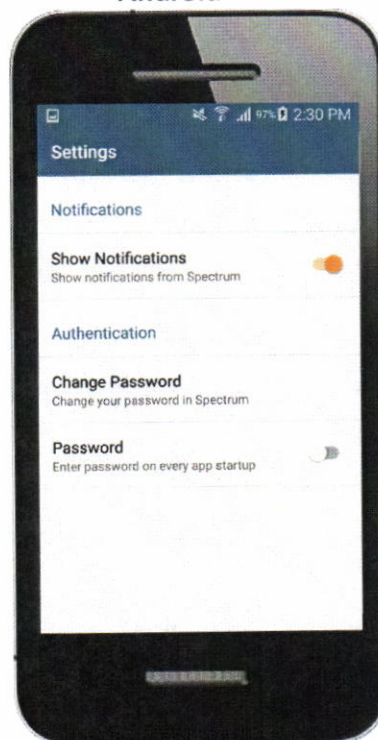 97% 2:30 PM
Settings
Notifications
Show Notifications
Show notifications from Spectrum
Authentication
Change Password
Change your password in Spectrum
Password
Enter password on every app startup